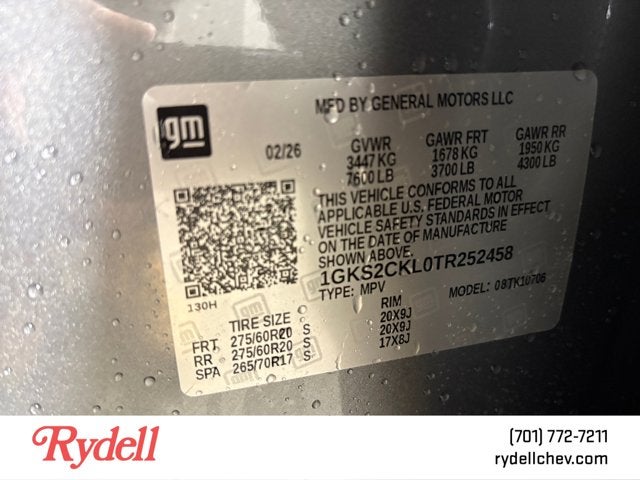 MFD BY GENERAL MOTORS LLC
gm
02/26
GVWR GAWR FRT GAWR RR
3447 KG 1678 KG 1950 KG
7600 LB 3700 LB 4300 LB
THIS VEHICLE CONFORMS TO ALL
APPLICABLE U.S. FEDERAL MOTOR
VEHICLE SAFETY STANDARDS IN EFFECT
ON THE DATE OF MANUFACTURE
SHOWN ABOVE.
1GKS2CKL0TR252458
TYPE: MPV MODEL: 08TK10706
130H
TIRE SIZE RIM
FRT 275/60R20 S 20X9J
RR 275/60R20 S 20X9J
SPA 265/70R17 S 17X8J
Rydell
(701) 772-7211
rydellchev.com